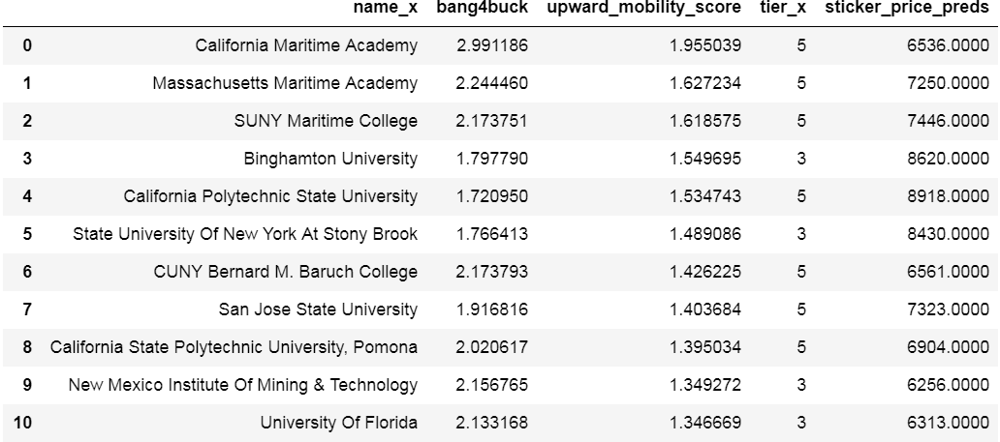 name_x bang4buck upward_mobility_score tier_x sticker_price_preds
0 California Maritime Academy 2.991186 1.955039 5 6536.0000
1 Massachusetts Maritime Academy 2.244460 1.627234 5 7250.0000
2 SUNY Maritime College 2.173751 1.618575 5 7446.0000
3 Binghamton University 1.797790 1.549695 3 8620.0000
4 California Polytechnic State University 1.720950 1.534743 5 8918.0000
5 State University Of New York At Stony Brook 1.766413 1.489086 3 8430.0000
6 CUNY Bernard M. Baruch College 2.173793 1.426225 5 6561.0000
7 San Jose State University 1.916816 1.403684 5 7323.0000
8 California State Polytechnic University, Pomona 2.020617 1.395034 5 6904.0000
9 New Mexico Institute Of Mining & Technology 2.156765 1.349272 3 6256.0000
10 University Of Florida 2.133168 1.346669 3 6313.0000